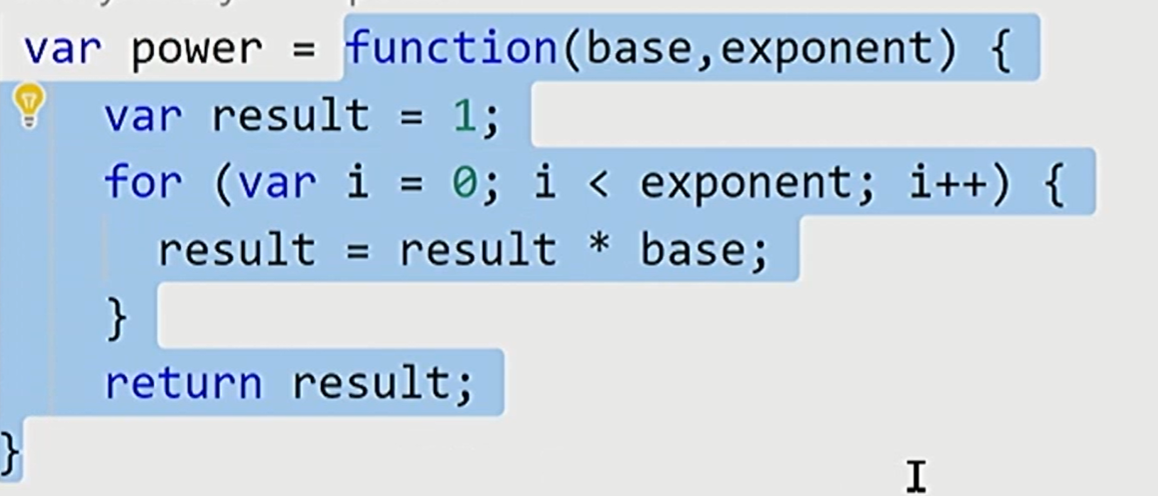 var power = function(base,exponent) {
var result = 1;
for (var i = 0; i < exponent; i++) {
result = result * base;
}
return result;
}